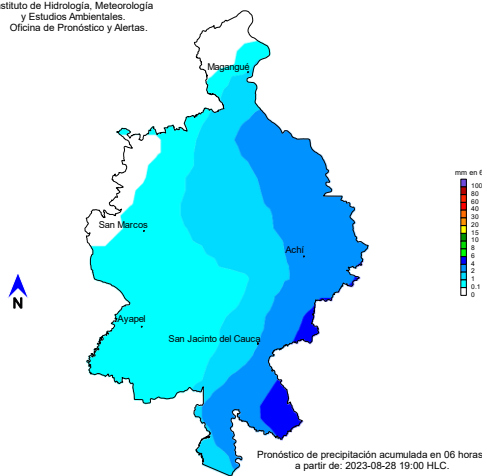 nstituto de Hidrología, Meteorología
y Estudios Ambientales.
Oficina de Pronóstico y Alertas.
Magangué
San Marcos
Achí
Ayapel
San Jacinto del Cauca
N
mm en 6
100
80
60
40
30
20
15
10
8
6
4
2
1
0.1
0
Pronóstico de precipitación acumulada en 06 horas
a partir de: 2023-08-28 19:00 HLC.